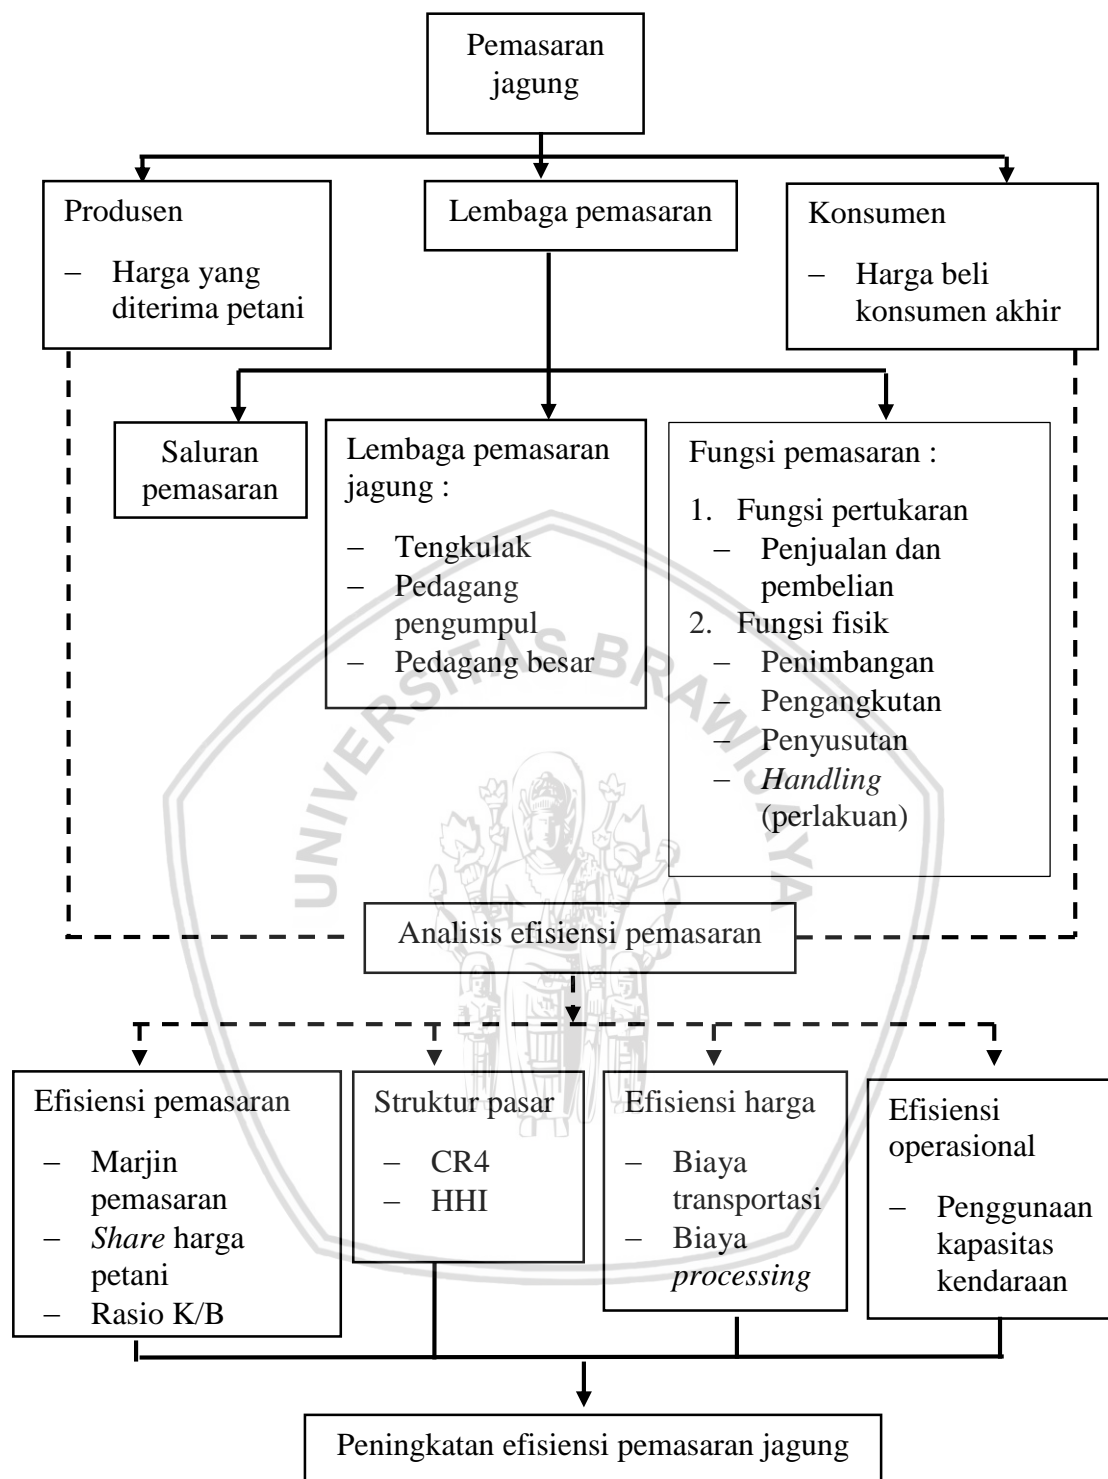 Pemasaran
jagung
Produsen
– Harga yang
diterima petani
Lembaga pemasaran
Konsumen
– Harga beli
konsumen akhir
Saluran
pemasaran
Lembaga pemasaran
jagung :
– Tengkulak
– Pedagang
pengumpul
– Pedagang besar
Fungsi pemasaran :
1. Fungsi pertukaran
– Penjualan dan
pembelian
2. Fungsi fisik
– Penimbangan
– Pengangkutan
– Penyusutan
– Handling
(perlakuan)
UNIVERSITAS BRAWIJAYA
Analisis efisiensi pemasaran
Efisiensi pemasaran
– Marjin
pemasaran
– Share harga
petani
– Rasio K/B
Struktur pasar
– CR4
– HHI
Efisiensi harga
– Biaya
transportasi
– Biaya
processing
Efisiensi
operasional
– Penggunaan
kapasitas
kendaraan
Peningkatan efisiensi pemasaran jagung